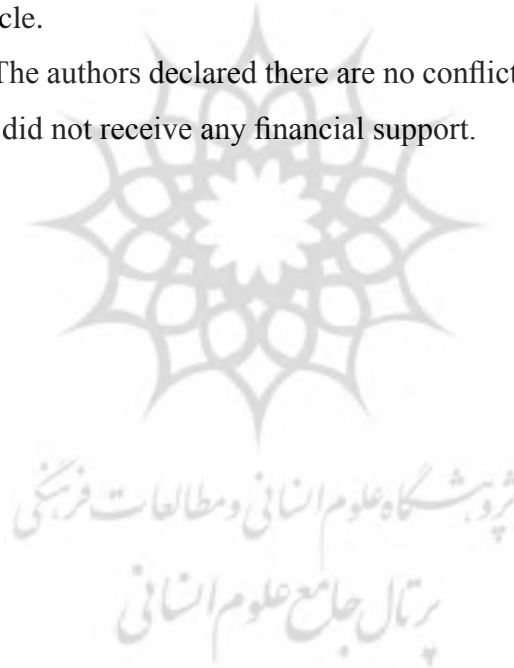 cle.
The authors declared there are no conflict
did not receive any financial support.
پژوهشگاه علوم انسانی و مطالعات فرهنگی
پرتال جامع علوم انسانی